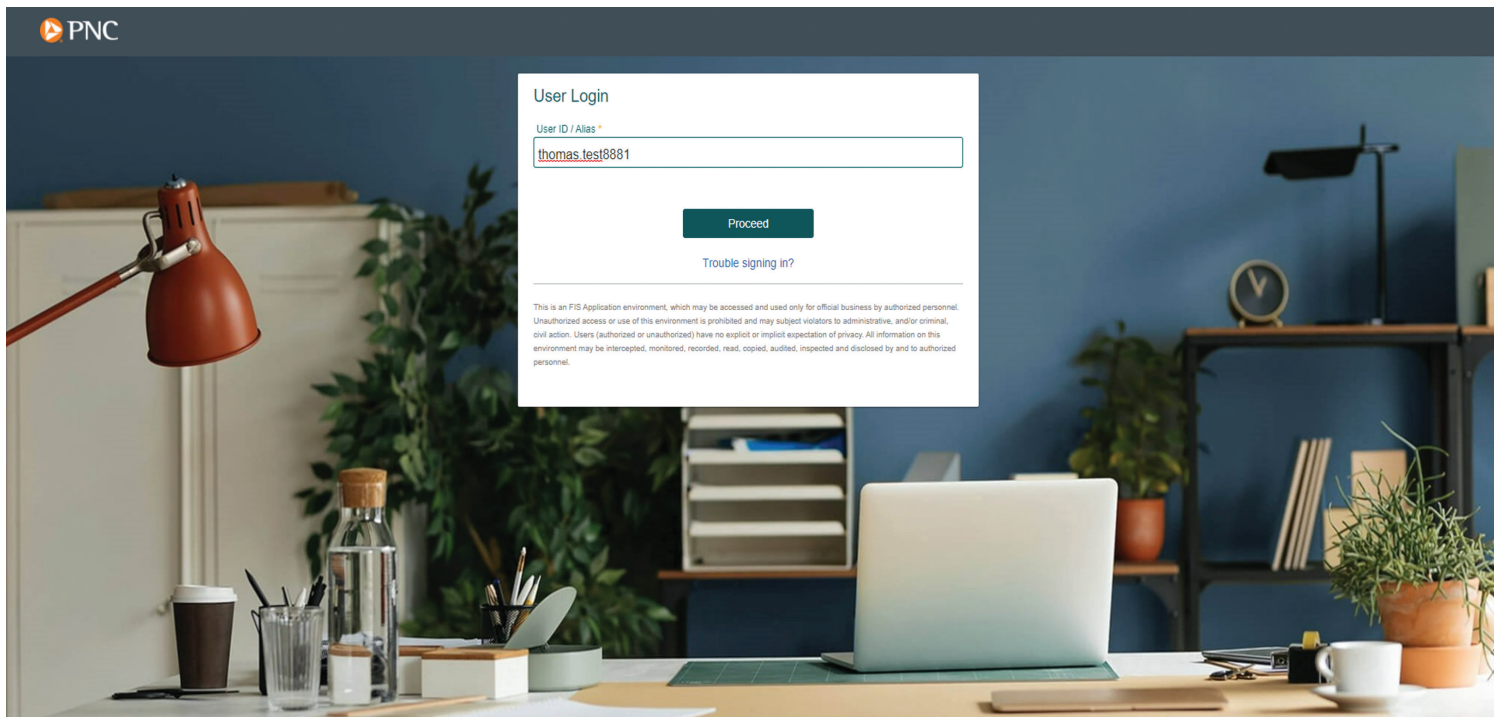 PNC
User Login
User ID / Alias *
thomas.test8881
Proceed
Trouble signing in?
This is an FIS Application environment, which may be accessed and used only for official business by authorized personnel.
Unauthorized access or use of this environment is prohibited and may subject violators to administrative, and/or criminal,
civil action. Users (authorized or unauthorized) have no explicit or implicit expectation of privacy. All information on this
environment may be intercepted, monitored, recorded, read, copied, audited, inspected and disclosed by and to authorized
personnel.